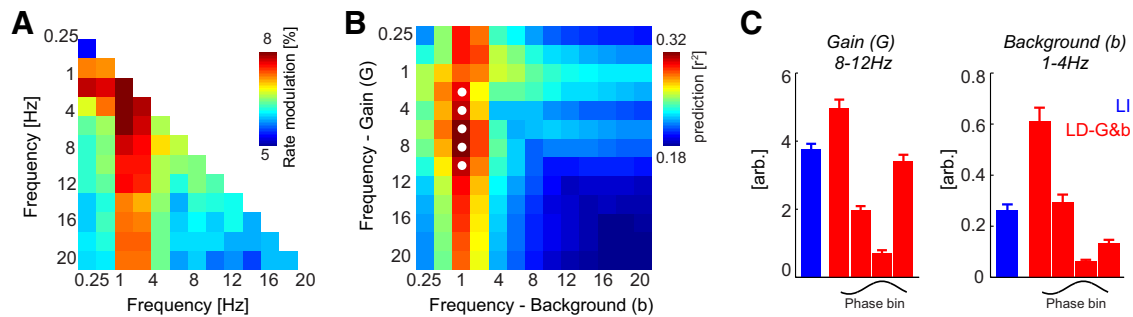 A
0.25
1
4
8
12
16
20
Frequency [Hz]
0.25
1
4
8
12
16
20
Frequency [Hz]
8
5
Rate modulation [%]
B
0.25
1
4
8
12
16
20
Frequency - Gain (G)
0.25
1
4
8
12
16
20
Frequency - Background (b)
0.32
0.18
prediction [r²]
C
Gain (G)
8-12Hz
6
4
2
0
[arb.]
Phase bin
Background (b)
1-4Hz
LI
LD-G&b
0.8
0.6
0.4
0.2
0
[arb.]
Phase bin